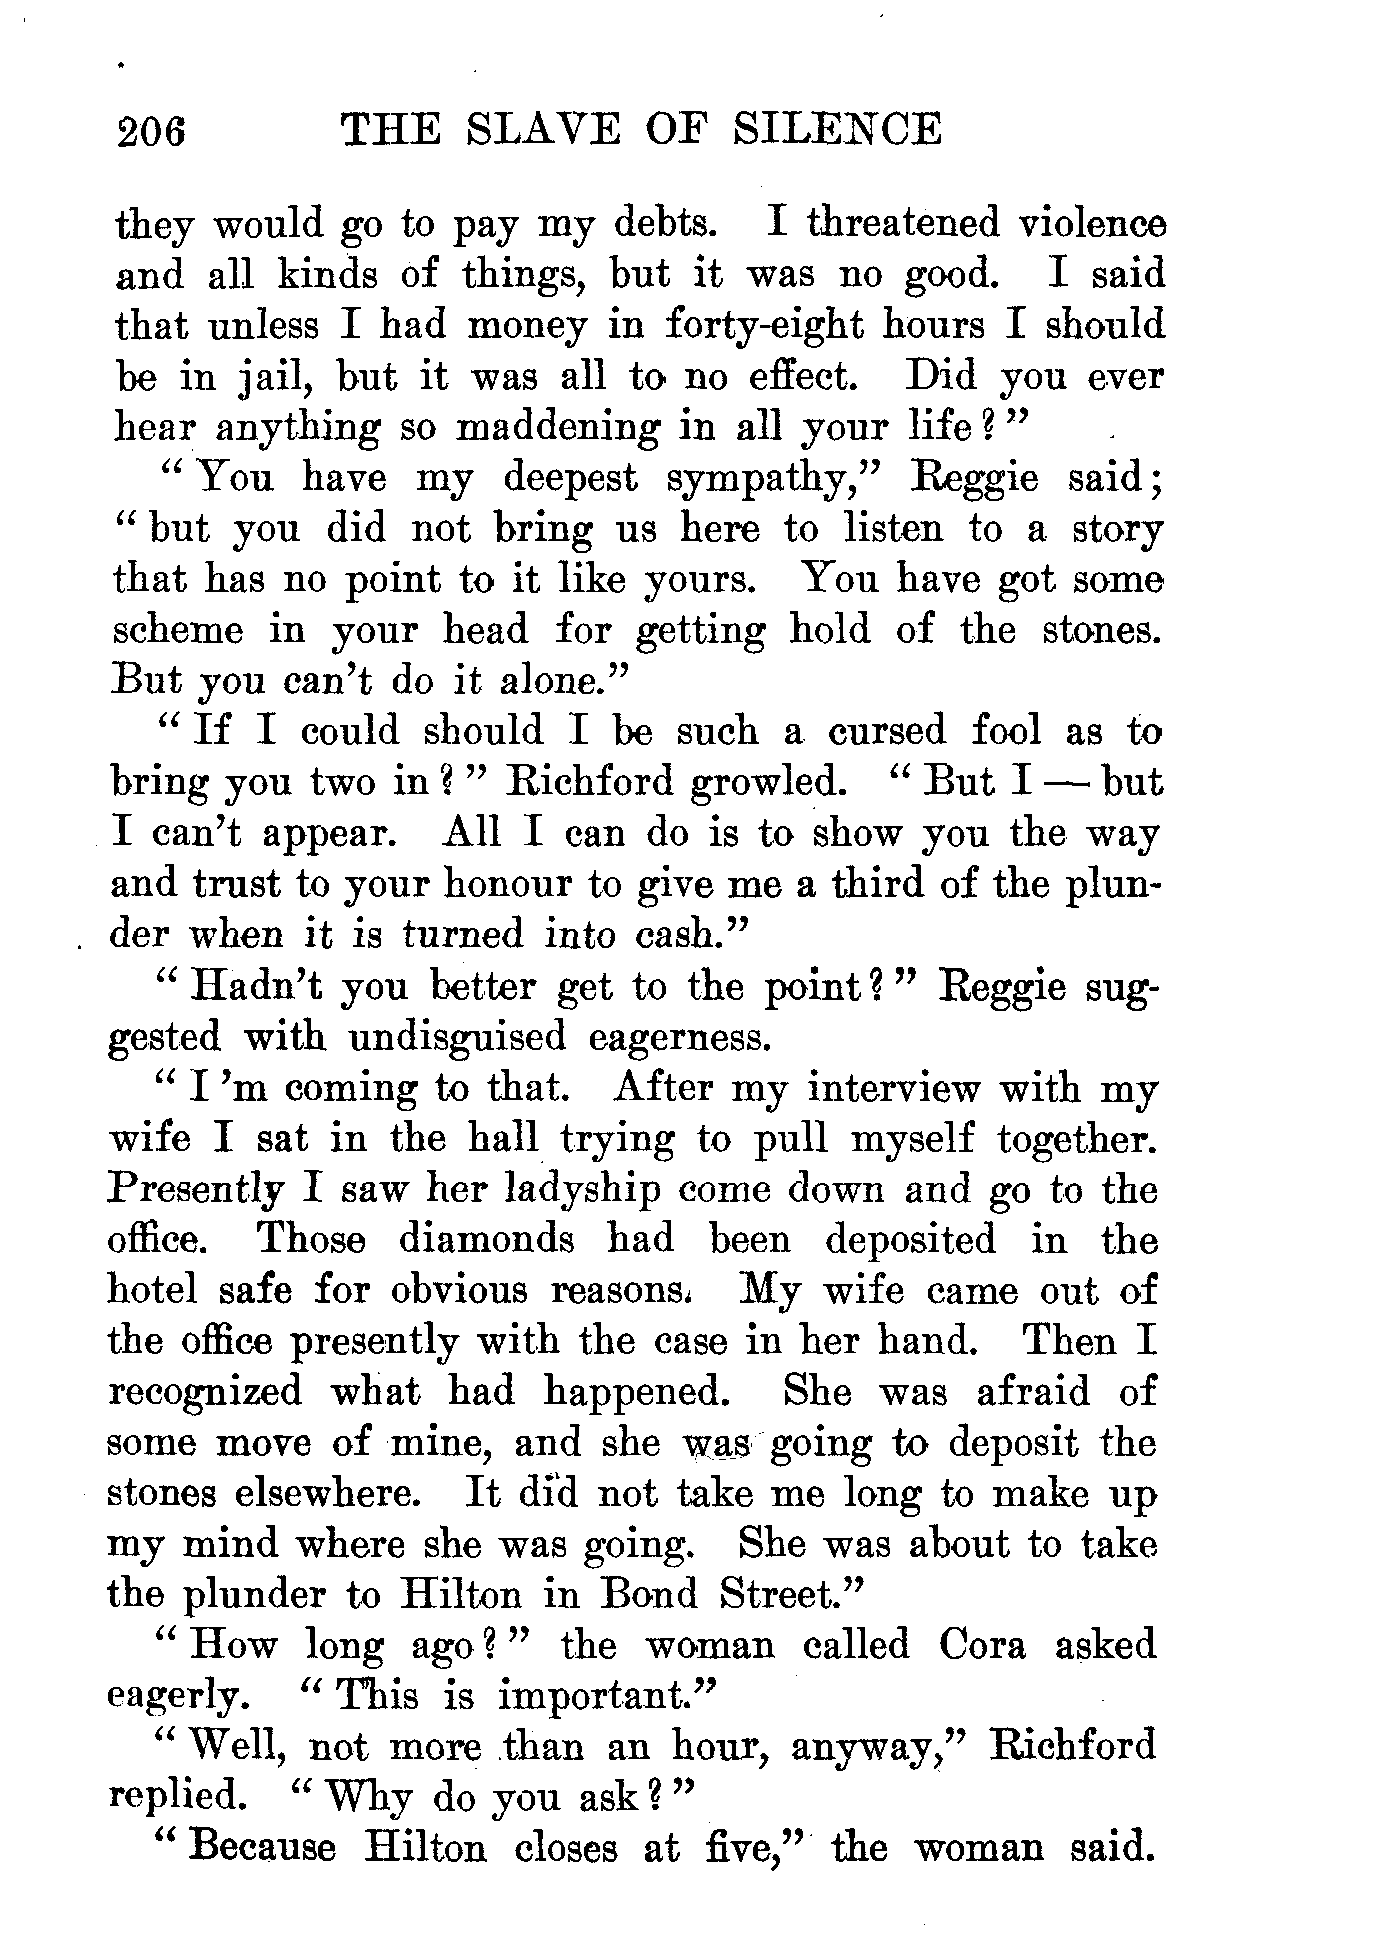 206 THE SLAVE OF SILENCE
they would go to pay my debts. I threatened violence
and all kinds of things, but it was no good. I said
that unless I had money in forty-eight hours I should
be in jail, but it was all to no effect. Did you ever
hear anything so maddening in all your life?"
"You have my deepest sympathy," Reggie said;
"but you did not bring us here to listen to a story
that has no point to it like yours. You have got some
scheme in your head for getting hold of the stones.
But you can't do it alone."
"If I could should I be such a cursed fool as to
bring you two in?" Richford growled. "But I — but
I can't appear. All I can do is to show you the way
and trust to your honour to give me a third of the plun-
der when it is turned into cash."
"Hadn't you better get to the point?" Reggie sug-
gested with undisguised eagerness.
"I'm coming to that. After my interview with my
wife I sat in the hall trying to pull myself together.
Presently I saw her ladyship come down and go to the
office. Those diamonds had been deposited in the
hotel safe for obvious reasons. My wife came out of
the office presently with the case in her hand. Then I
recognized what had happened. She was afraid of
some move of mine, and she was going to deposit the
stones elsewhere. It did not take me long to make up
my mind where she was going. She was about to take
the plunder to Hilton in Bond Street."
"How long ago?" the woman called Cora asked
eagerly. "This is important."
"Well, not more than an hour, anyway," Richford
replied. "Why do you ask?"
"Because Hilton closes at five," the woman said.